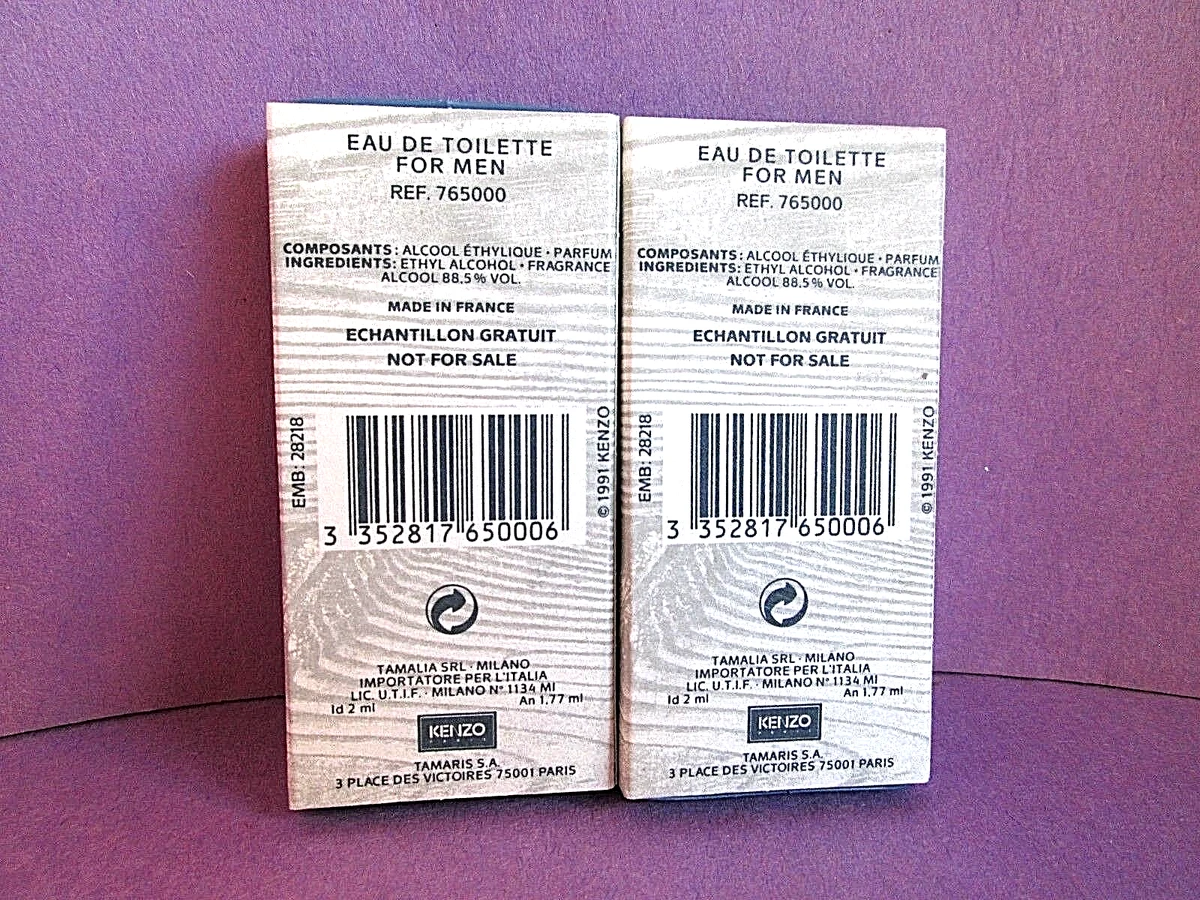 EAU DE TOILETTE
FOR MEN
REF. 765000
COMPOSANTS : ALCOOL ÉTHYLIQUE • PARFUM
INGREDIENTS: ETHYL ALCOHOL • FRAGRANCE
ALCOOL 88.5 % VOL.
MADE IN FRANCE
ECHANTILLON GRATUIT
NOT FOR SALE
EMB: 28218
© 1991 KENZO
3 352817 650006
TAMALIA SRL · MILANO
IMPORTATORE PER L'ITALIA
LIC. U.T.I.F. · MILANO N° 1134 MI
Id 2 ml An 1.77 ml
KENZO
PARIS
TAMARIS S.A.
3 PLACE DES VICTOIRES 75001 PARIS
EAU DE TOILETTE
FOR MEN
REF. 765000
COMPOSANTS : ALCOOL ÉTHYLIQUE • PARFUM
INGREDIENTS: ETHYL ALCOHOL • FRAGRANCE
ALCOOL 88.5 % VOL.
MADE IN FRANCE
ECHANTILLON GRATUIT
NOT FOR SALE
EMB: 28218
© 1991 KENZO
3 352817 650006
TAMALIA SRL · MILANO
IMPORTATORE PER L'ITALIA
LIC. U.T.I.F. · MILANO N° 1134 MI
Id 2 ml An 1.77 ml
KENZO
PARIS
TAMARIS S.A.
3 PLACE DES VICTOIRES 75001 PARIS